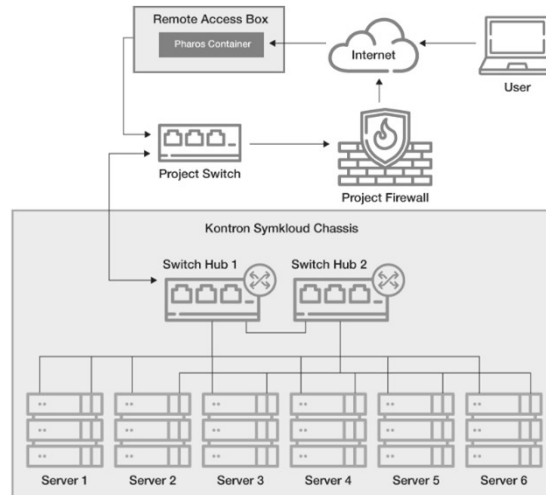 Remote Access Box
Pharos Container
Internet
User
Project Switch
Project Firewall
Kontron Symkloud Chassis
Switch Hub 1
Switch Hub 2
Server 1
Server 2
Server 3
Server 4
Server 5
Server 6